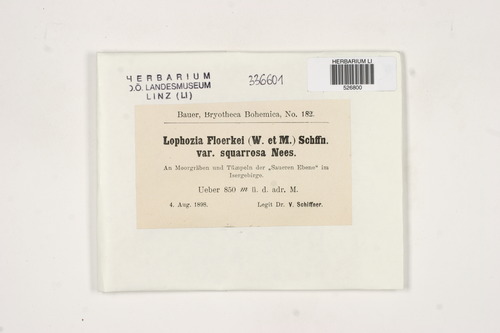 HERBARIUM
O.Ö. LANDESMUSEUM
LINZ (LI)
336601
HERBARIUM LI
526800
Bauer, Bryotheca Bohemica, No. 182.
Lophozia Floerkei (W. et M.) Schffn.
var. squarrosa Nees.
An Moorgräben und Tümpeln der „Saueren Ebene" im
Isergebirge.
Ueber 850 m ü. d. adr. M.
4. Aug. 1898.
Legit Dr. V. Schiffner.